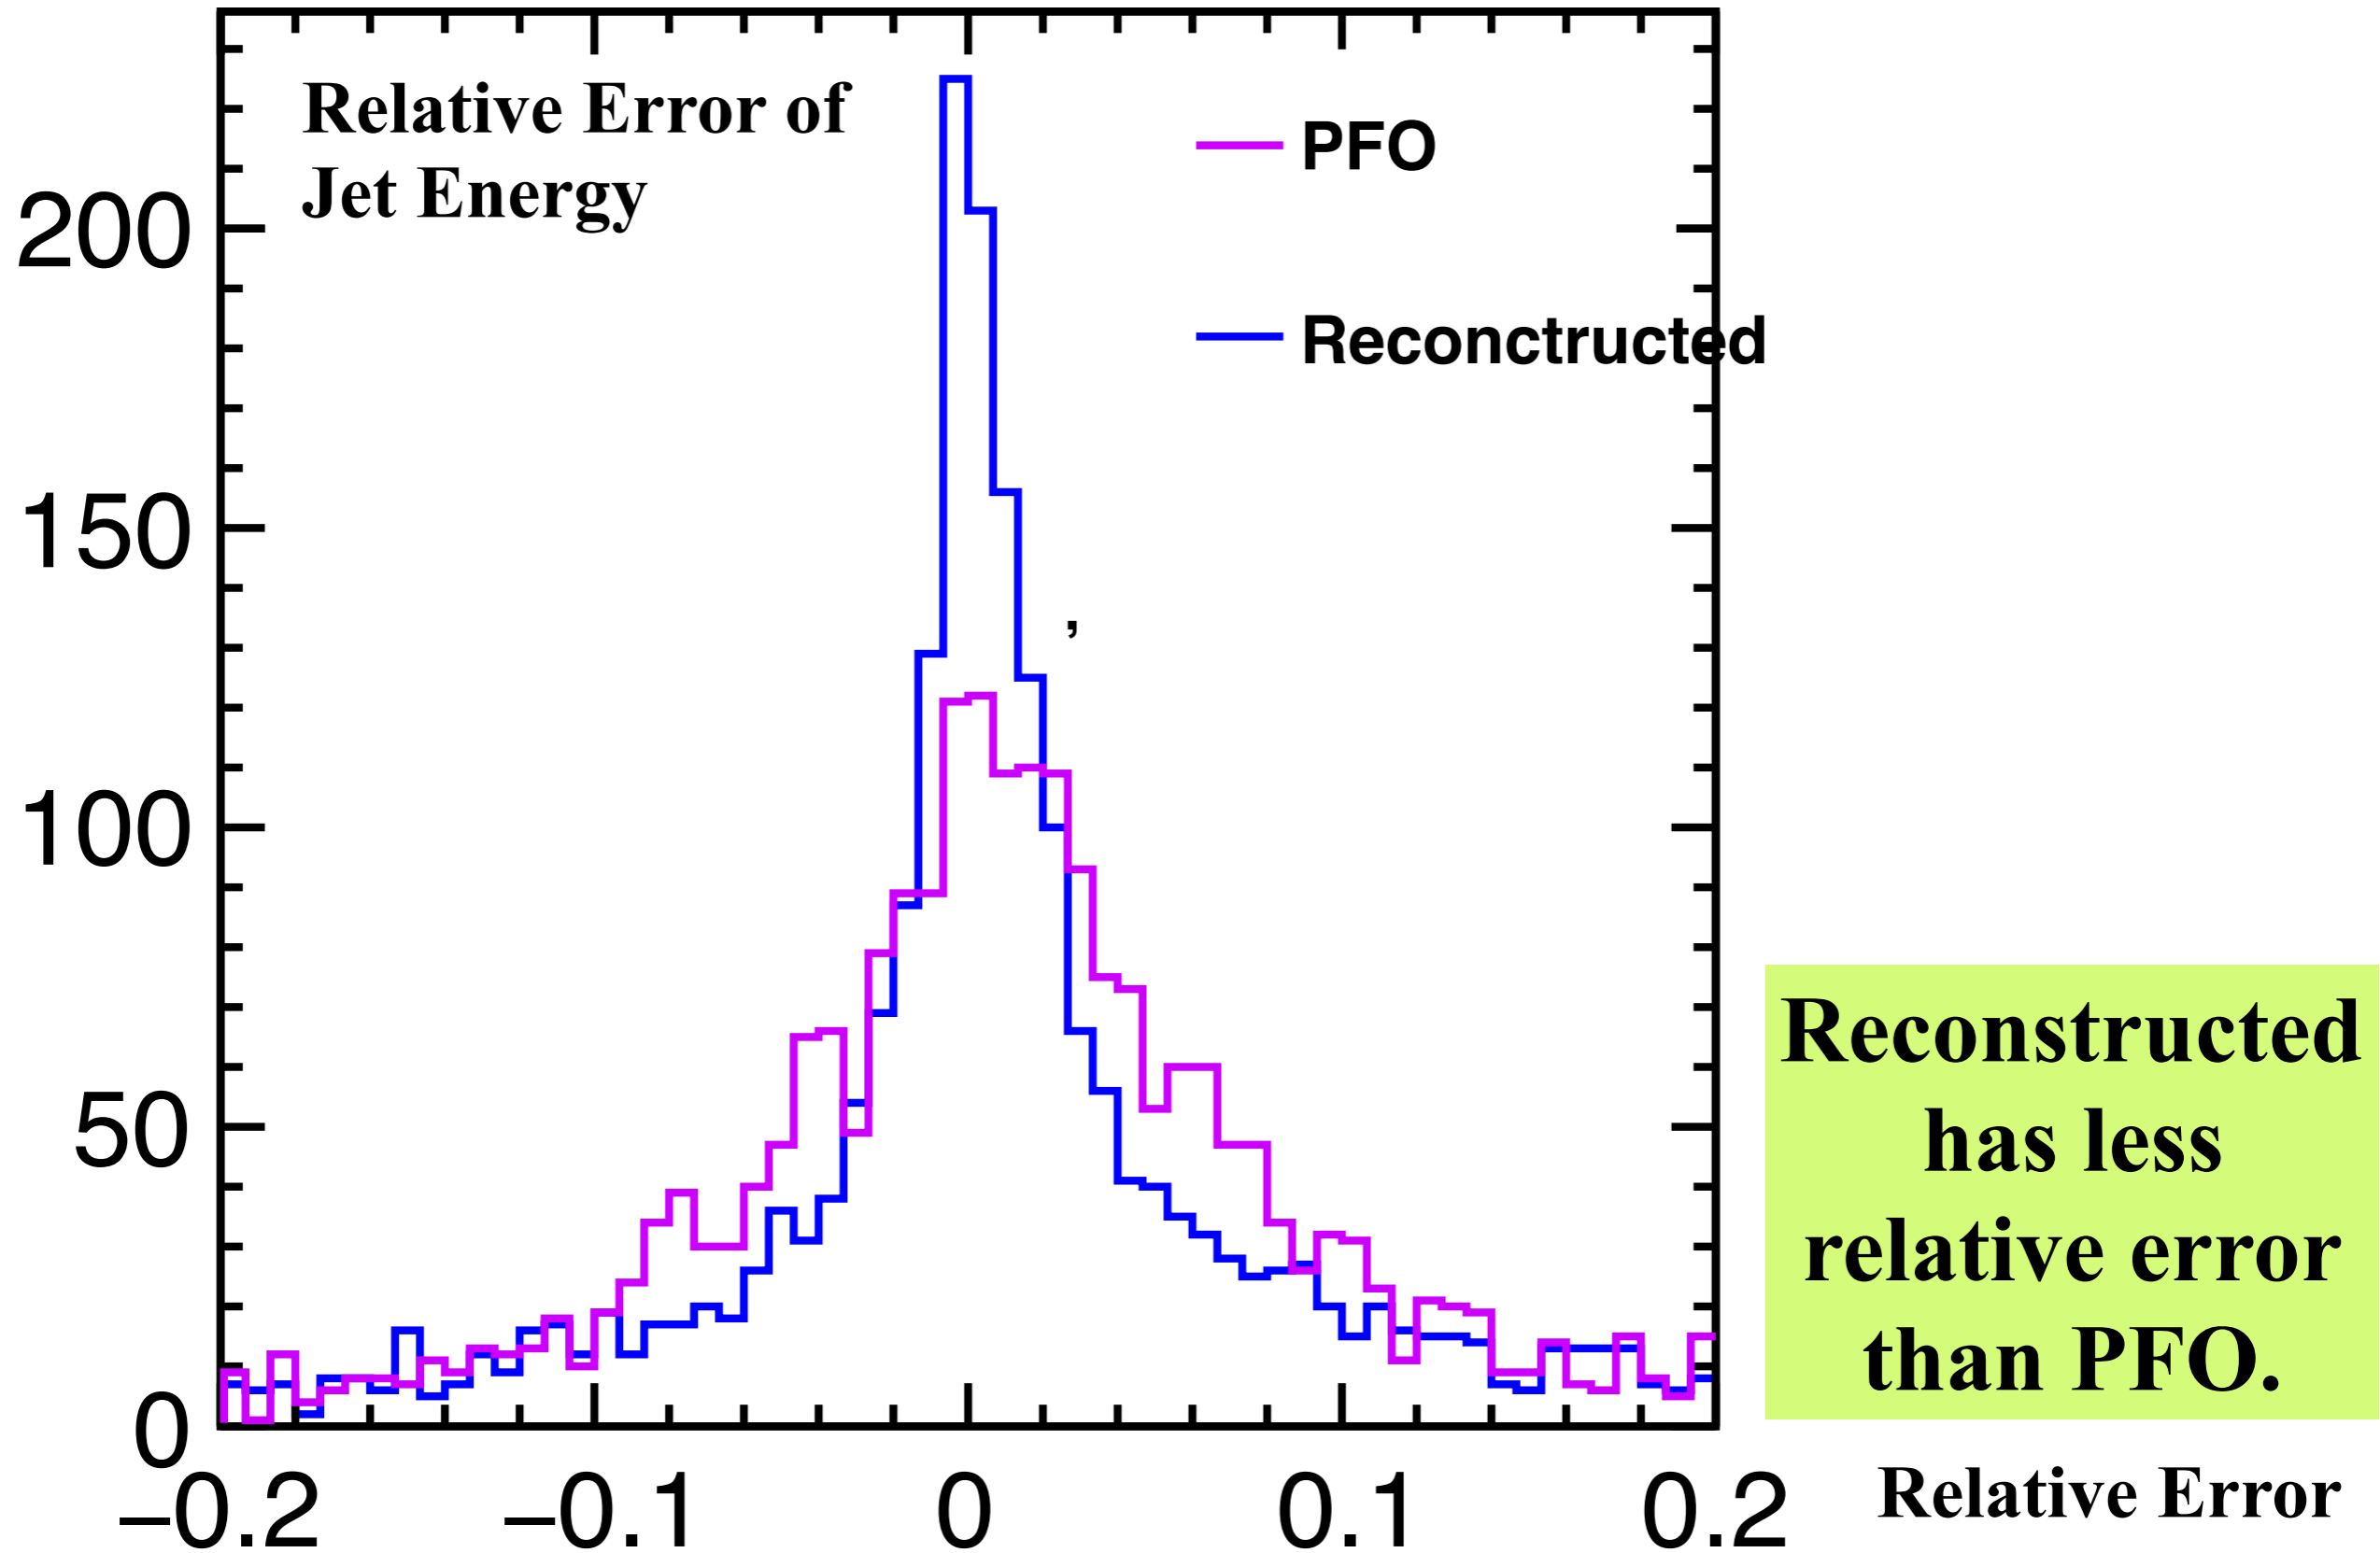 Relative Error of
Jet Energy
PFO
Reconctructed
200
150
100
50
0
,
−0.2
−0.1
0
0.1
0.2
Relative Error
Reconstructed
has less
relative error
than PFO.